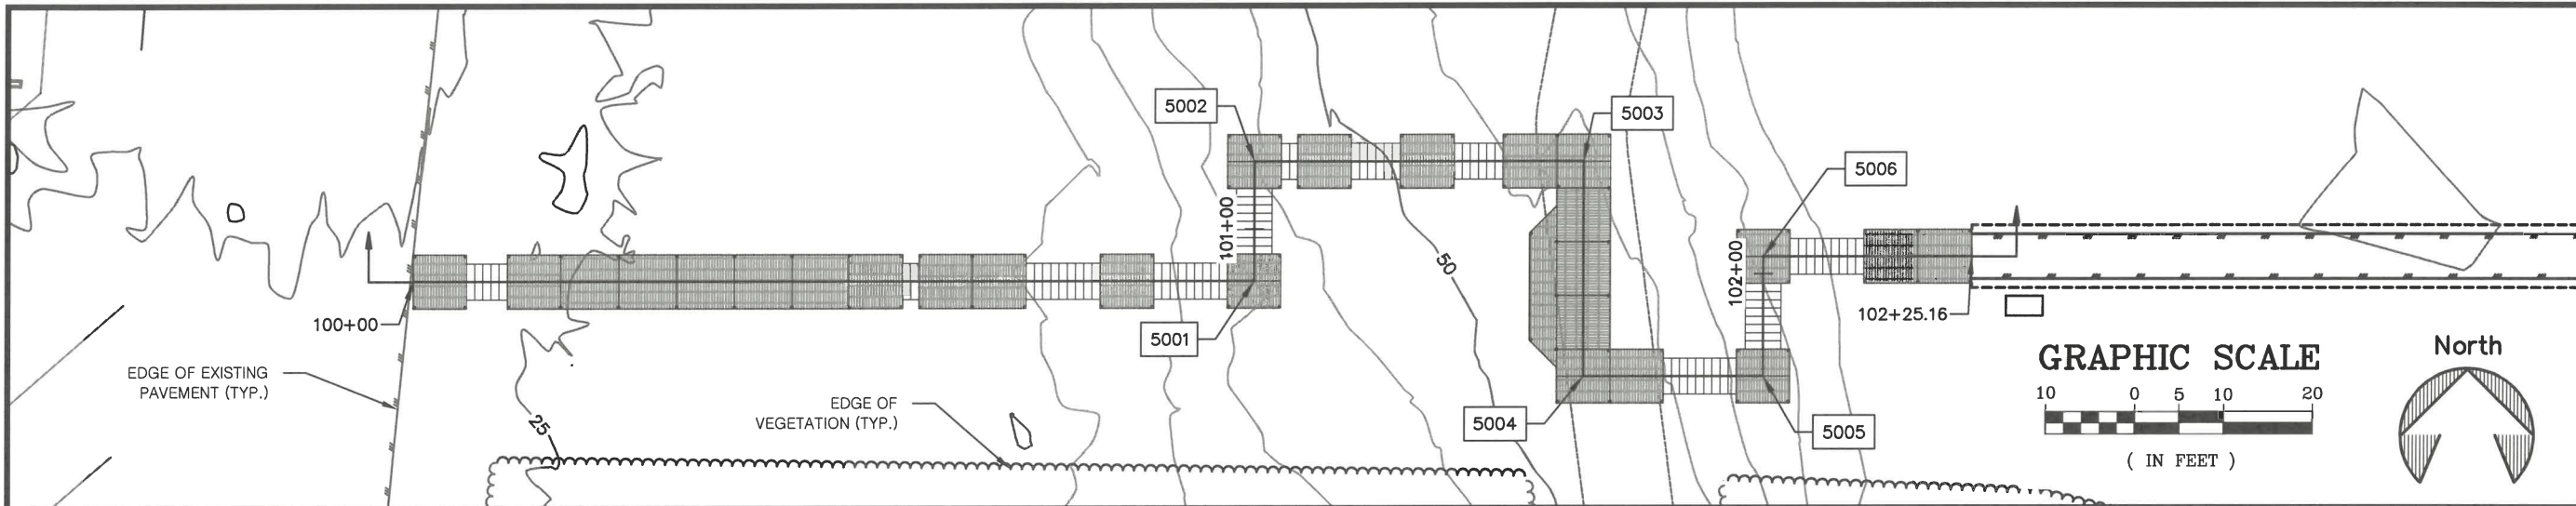 5002
5003
5006
101+00
102+00
50
100+00
5001
102+25.16
EDGE OF EXISTING
PAVEMENT (TYP.)
EDGE OF
VEGETATION (TYP.)
25
5004
5005
GRAPHIC SCALE
10 0 5 10 20
( IN FEET )
North